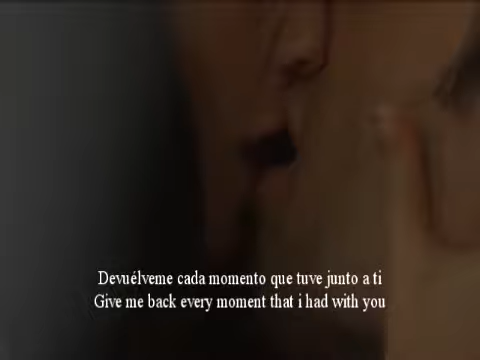 Devuélveme cada momento que tuve junto a ti
Give me back every moment that i had with you